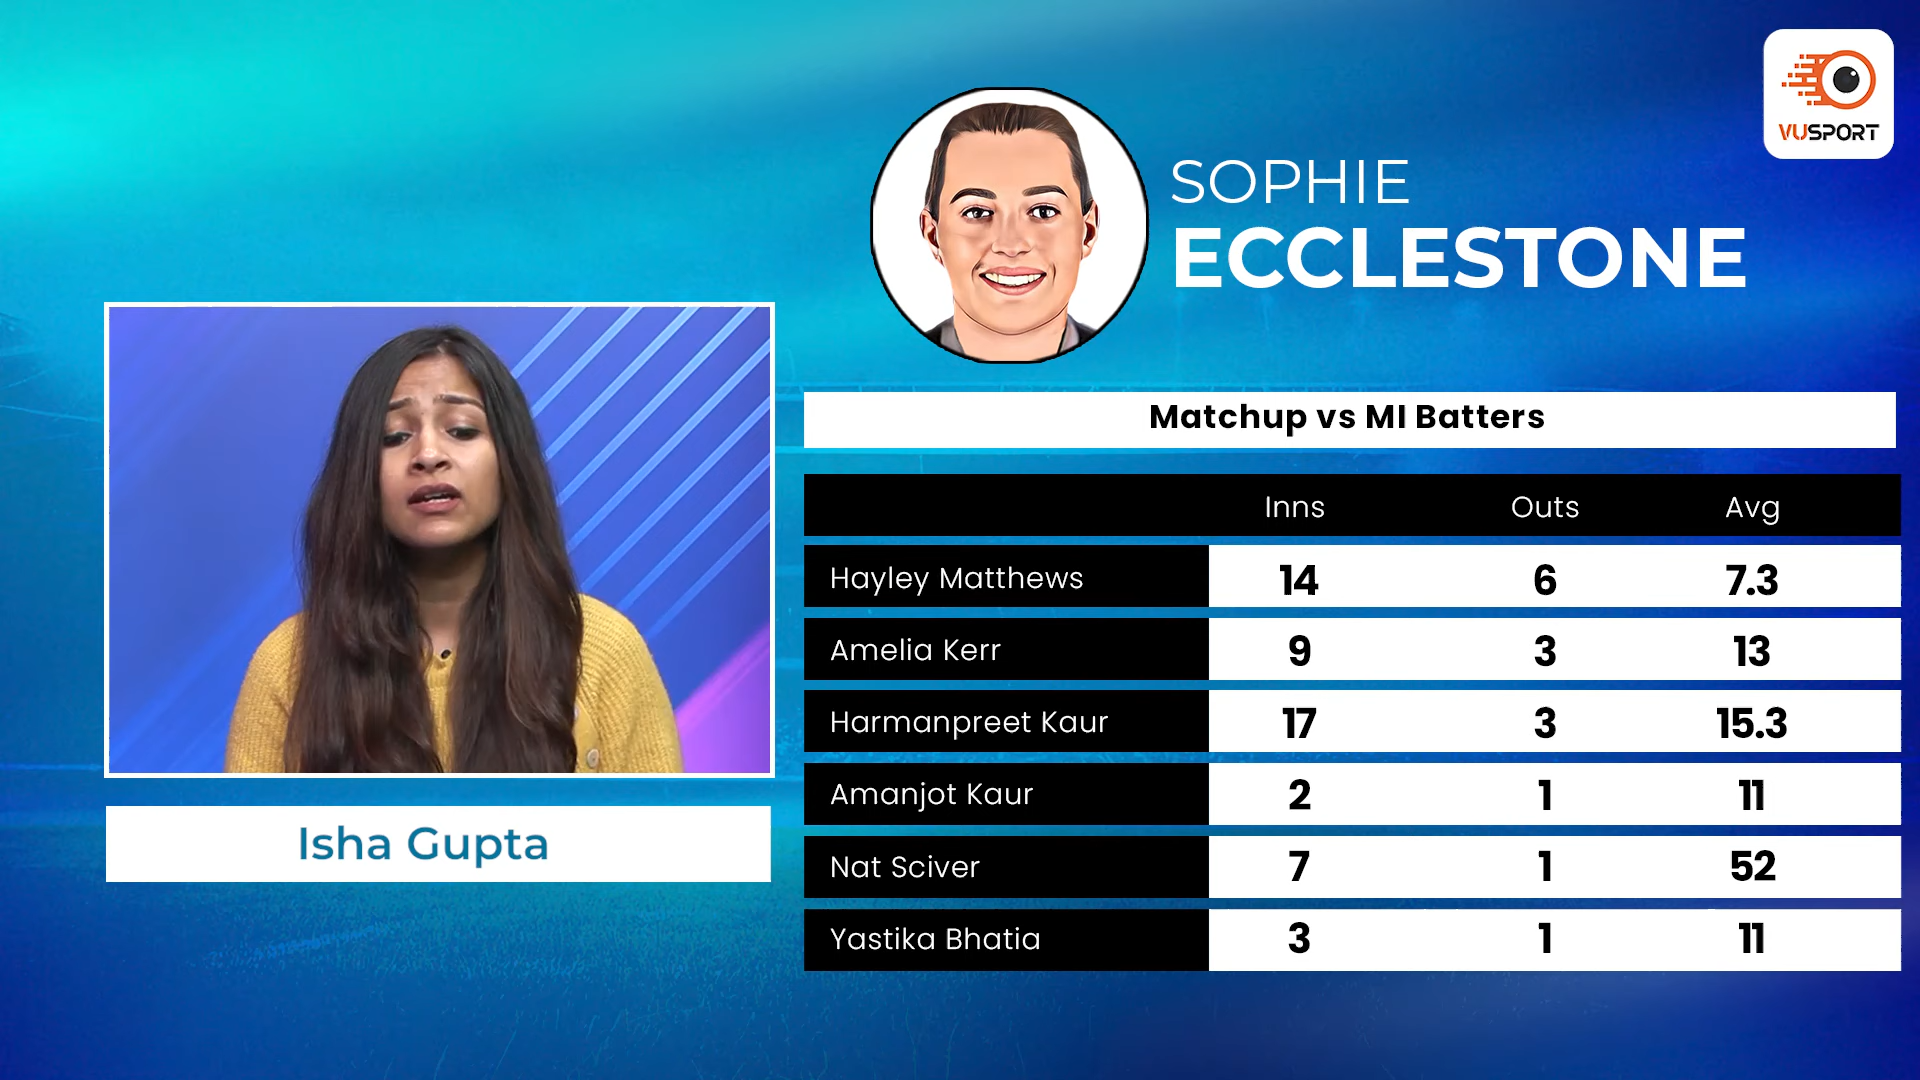 VUSPORT
SOPHIE
ECCLESTONE
Matchup vs MI Batters
Inns Outs Avg
Hayley Matthews 14 6 7.3
Amelia Kerr 9 3 13
Harmanpreet Kaur 17 3 15.3
Amanjot Kaur 2 1 11
Nat Sciver 7 1 52
Yastika Bhatia 3 1 11
Isha Gupta